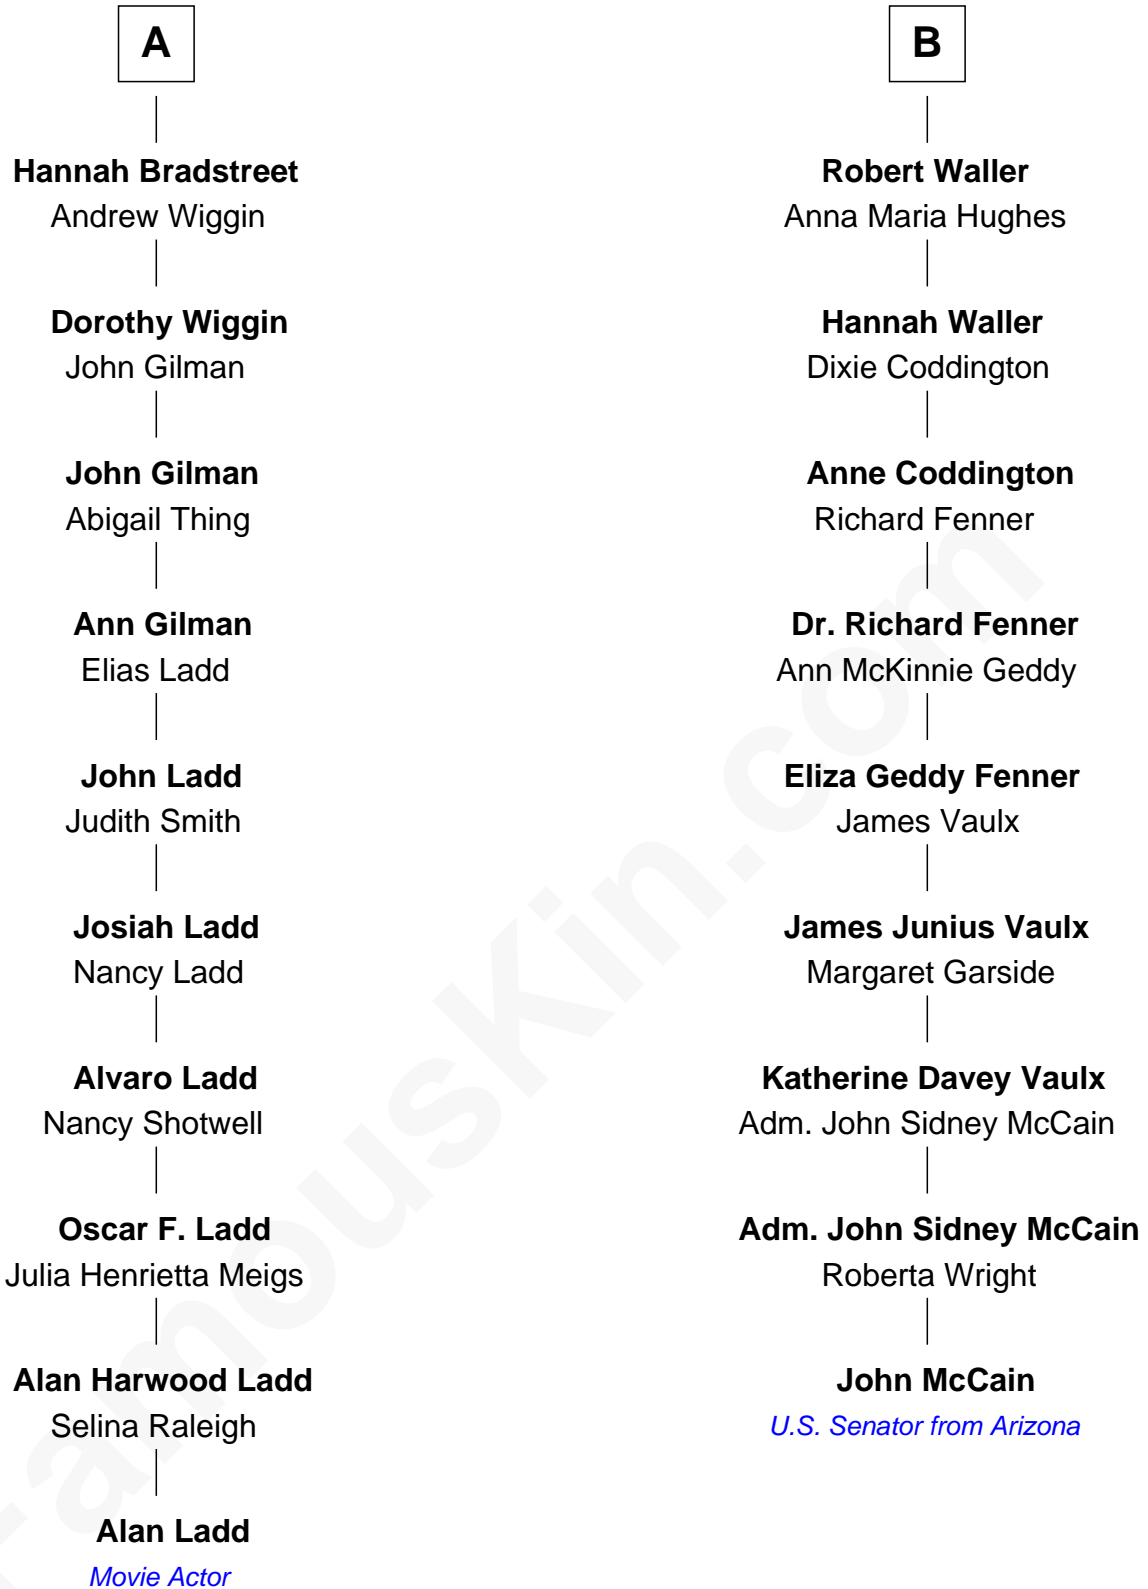 A
Hannah Bradstreet
Andrew Wiggin
Dorothy Wiggin
John Gilman
John Gilman
Abigail Thing
Ann Gilman
Elias Ladd
John Ladd
Judith Smith
Josiah Ladd
Nancy Ladd
Alvaro Ladd
Nancy Shotwell
Oscar F. Ladd
Julia Henrietta Meigs
Alan Harwood Ladd
Selina Raleigh
Alan Ladd
Movie Actor
B
Robert Waller
Anna Maria Hughes
Hannah Waller
Dixie Coddington
Anne Coddington
Richard Fenner
Dr. Richard Fenner
Ann McKinnie Geddy
Eliza Geddy Fenner
James Vaulx
James Junius Vaulx
Margaret Garside
Katherine Davey Vaulx
Adm. John Sidney McCain
Adm. John Sidney McCain
Roberta Wright
John McCain
U.S. Senator from Arizona
FamousKin.com